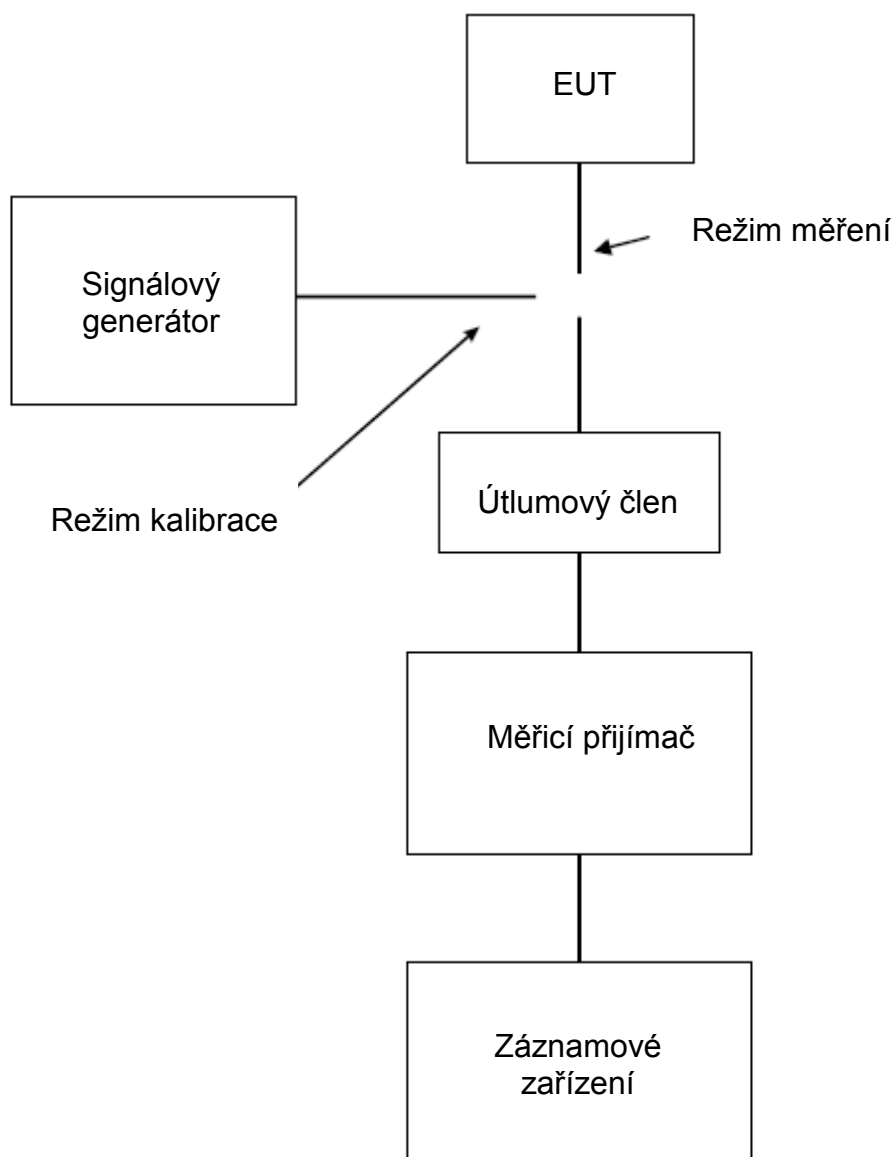 EUT
Režim měření
Signálový
generátor
Režim kalibrace
Útlumový člen
Měřicí přijímač
Záznamové
zařízení